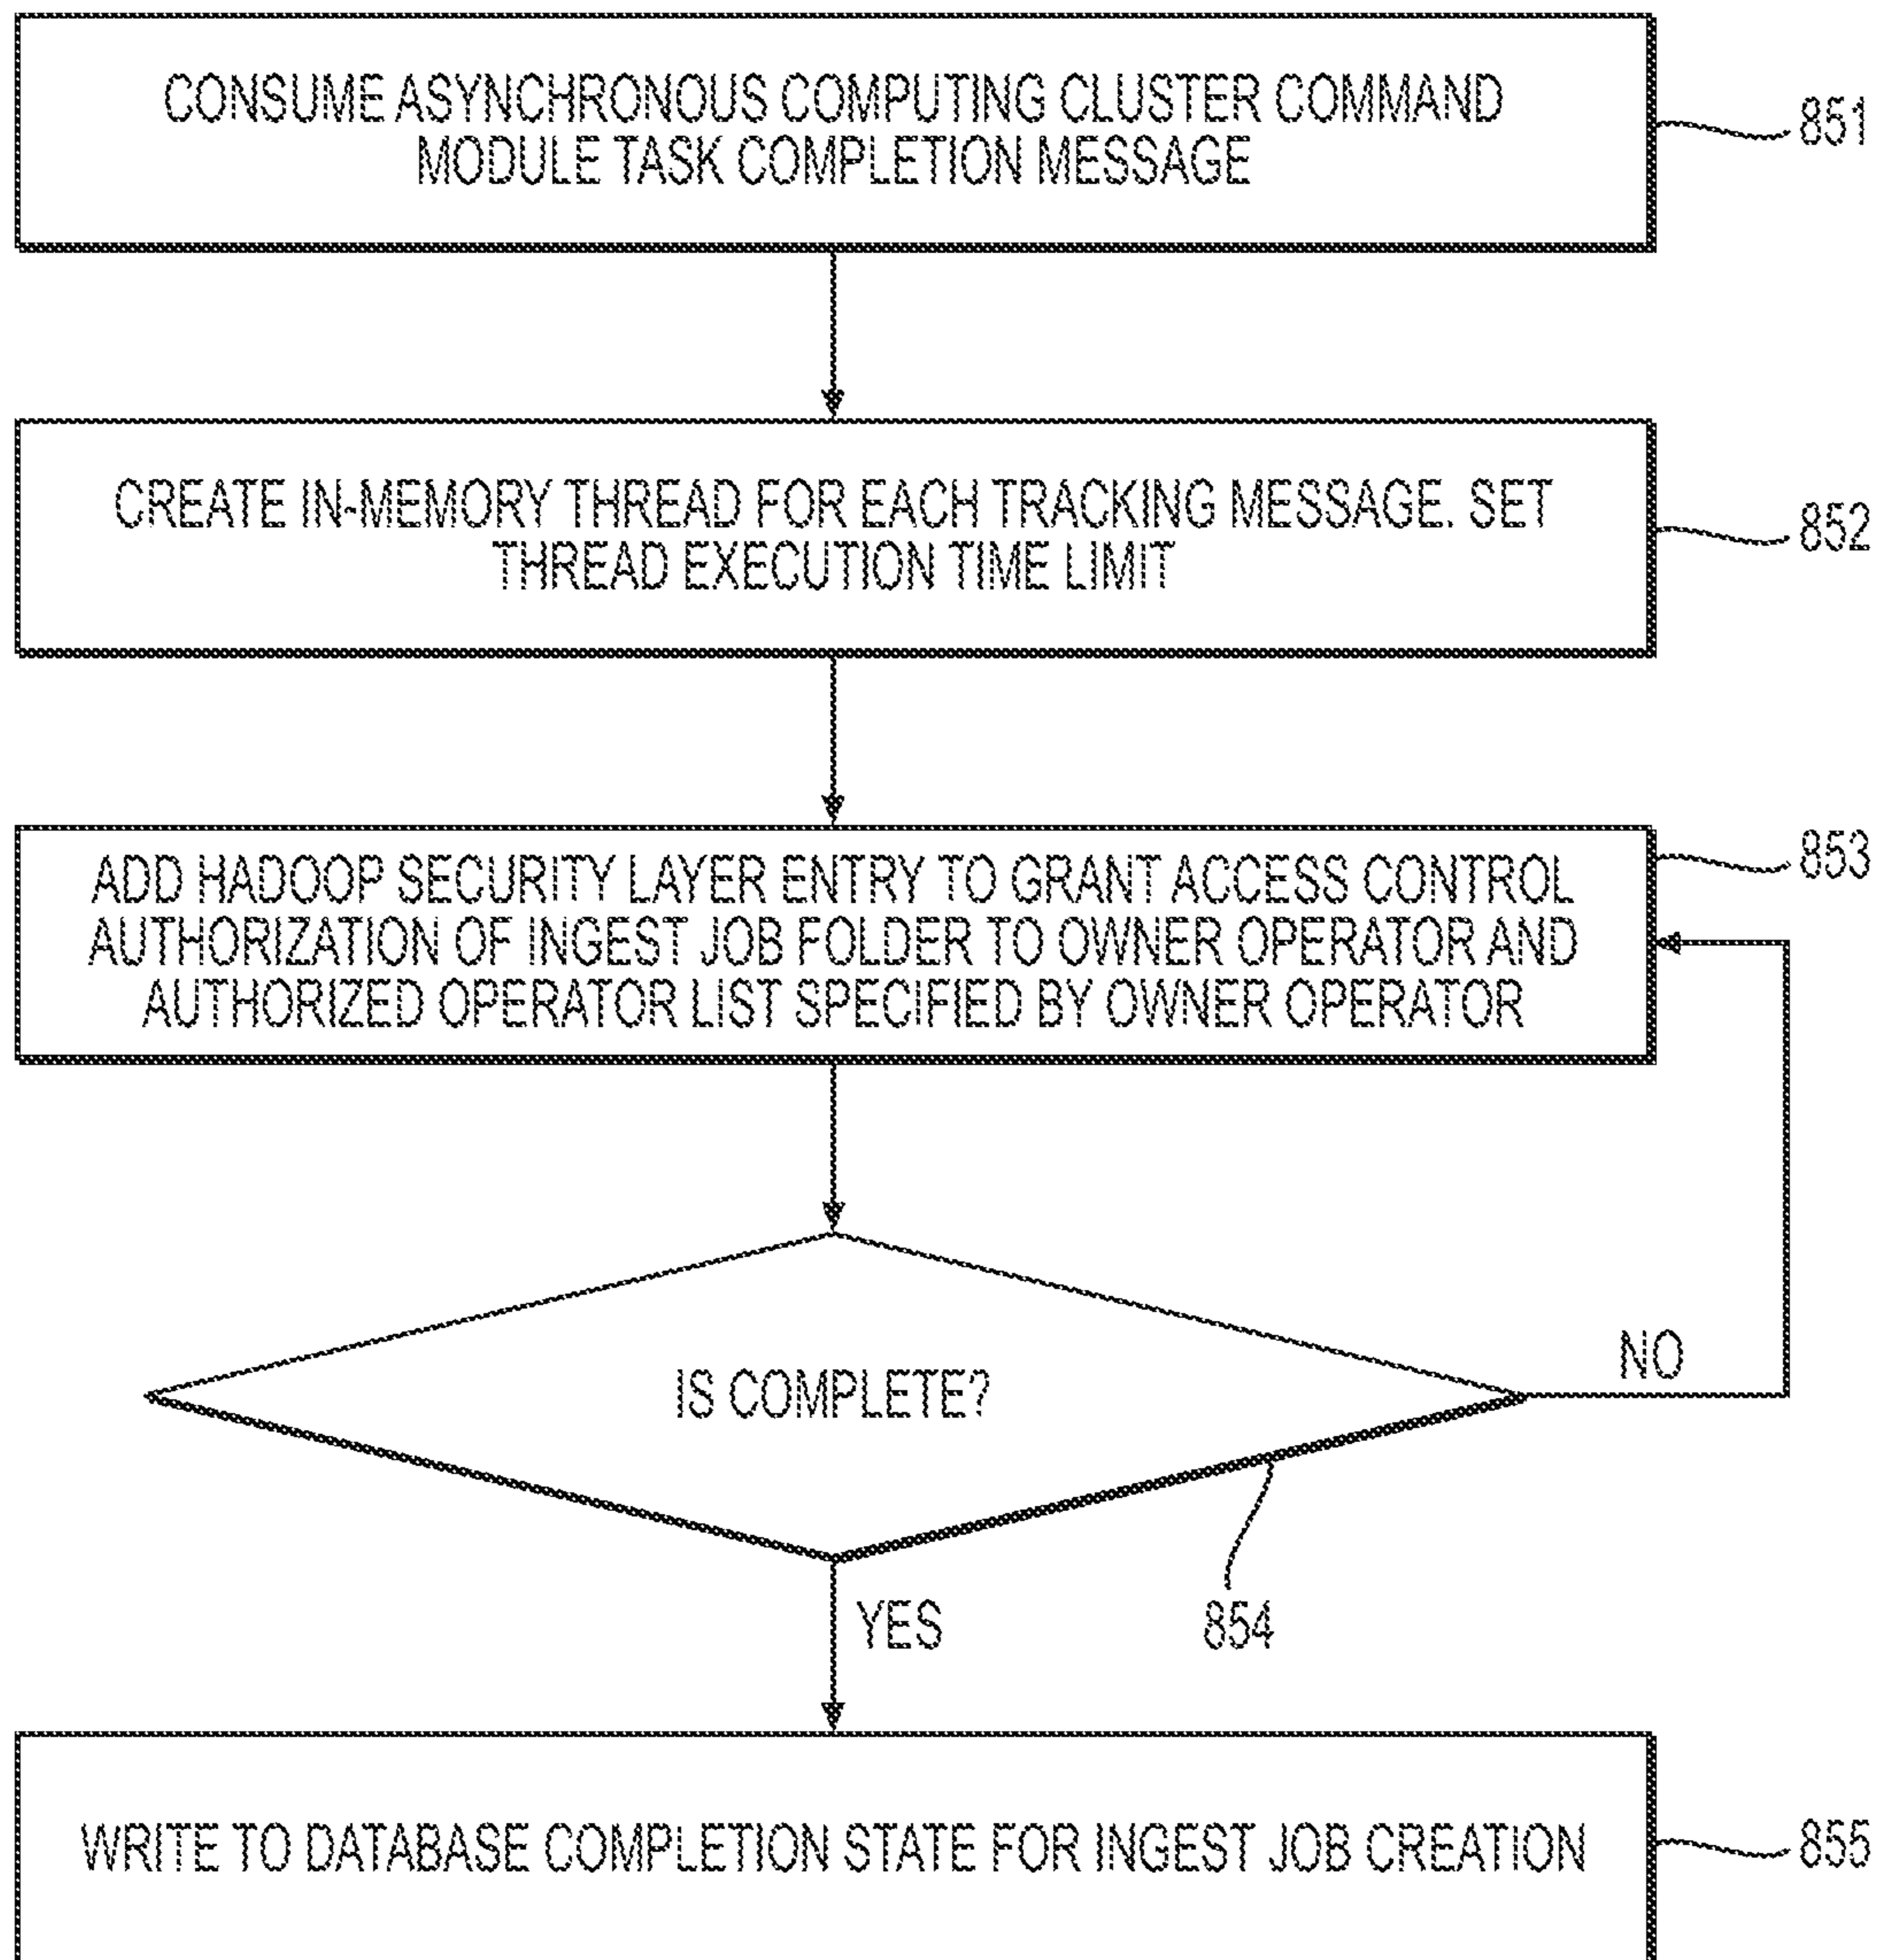 CONSUME ASYNCHRONOUS COMPUTING CLUSTER COMMAND
MODULE TASK COMPLETION MESSAGE
851
CREATE IN-MEMORY THREAD FOR EACH TRACKING MESSAGE. SET
THREAD EXECUTION TIME LIMIT
852
ADD HADOOP SECURITY LAYER ENTRY TO GRANT ACCESS CONTROL
AUTHORIZATION OF INGEST JOB FOLDER TO OWNER OPERATOR AND
AUTHORIZED OPERATOR LIST SPECIFIED BY OWNER OPERATOR
853
IS COMPLETE?
NO
YES
854
WRITE TO DATABASE COMPLETION STATE FOR INGEST JOB CREATION
855